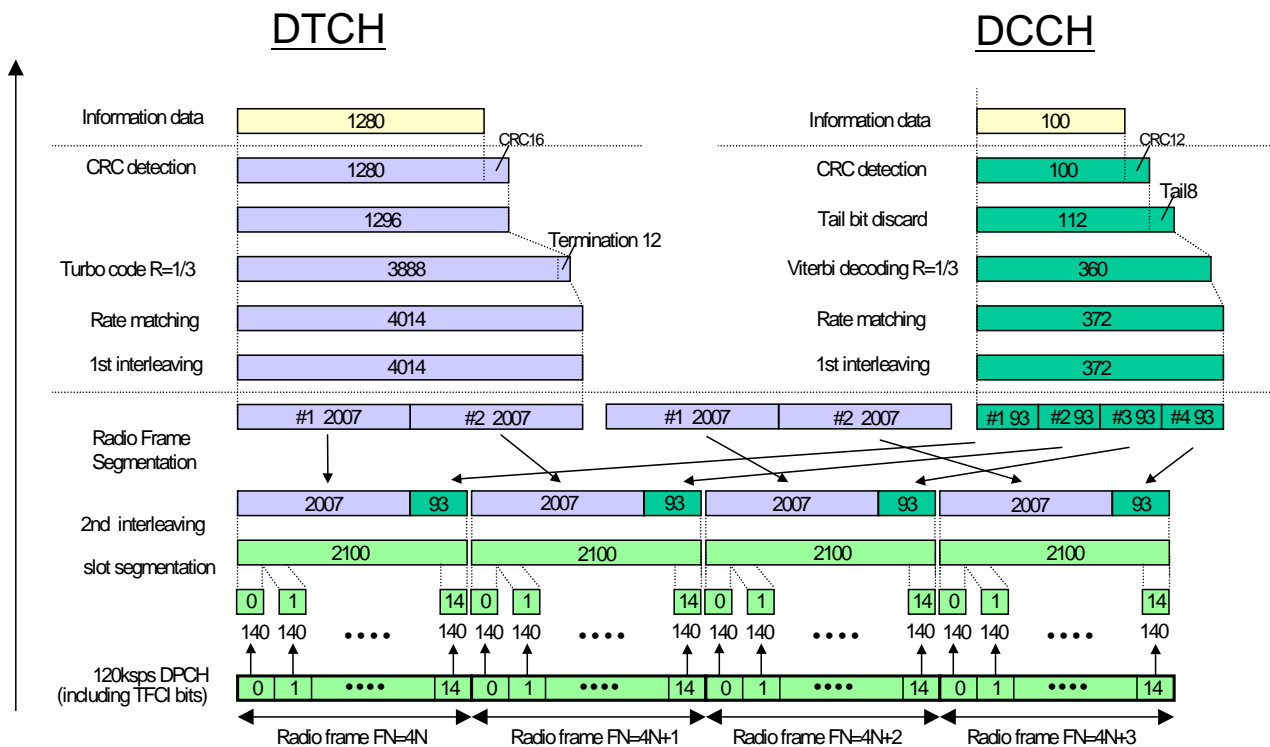 DTCH DCCH
Information data 1280 Information data 100
CRC16 CRC12
CRC detection 1280 CRC detection 100
Tail8
1296 Tail bit discard 112
Termination 12
Turbo code R=1/3 3888 Viterbi decoding R=1/3 360
Rate matching 4014 Rate matching 372
1st interleaving 4014 1st interleaving 372
#1 2007 #2 2007 #1 2007 #2 2007 #1 93 #2 93 #3 93 #4 93
Radio Frame
Segmentation
2007 93 2007 93 2007 93 2007 93
2nd interleaving
2100 2100 2100 2100
slot segmentation
0 1 14 0 1 14 0 1 14 0 1 14
140 140 •••• 140 140 140 •••• 140 140 140 •••• 140 140 140 •••• 140
120ksps DPCH
(including TFCI bits)
0 1 •••• 14 0 1 •••• 14 0 1 •••• 14 0 1 •••• 14
Radio frame FN=4N Radio frame FN=4N+1 Radio frame FN=4N+2 Radio frame FN=4N+3